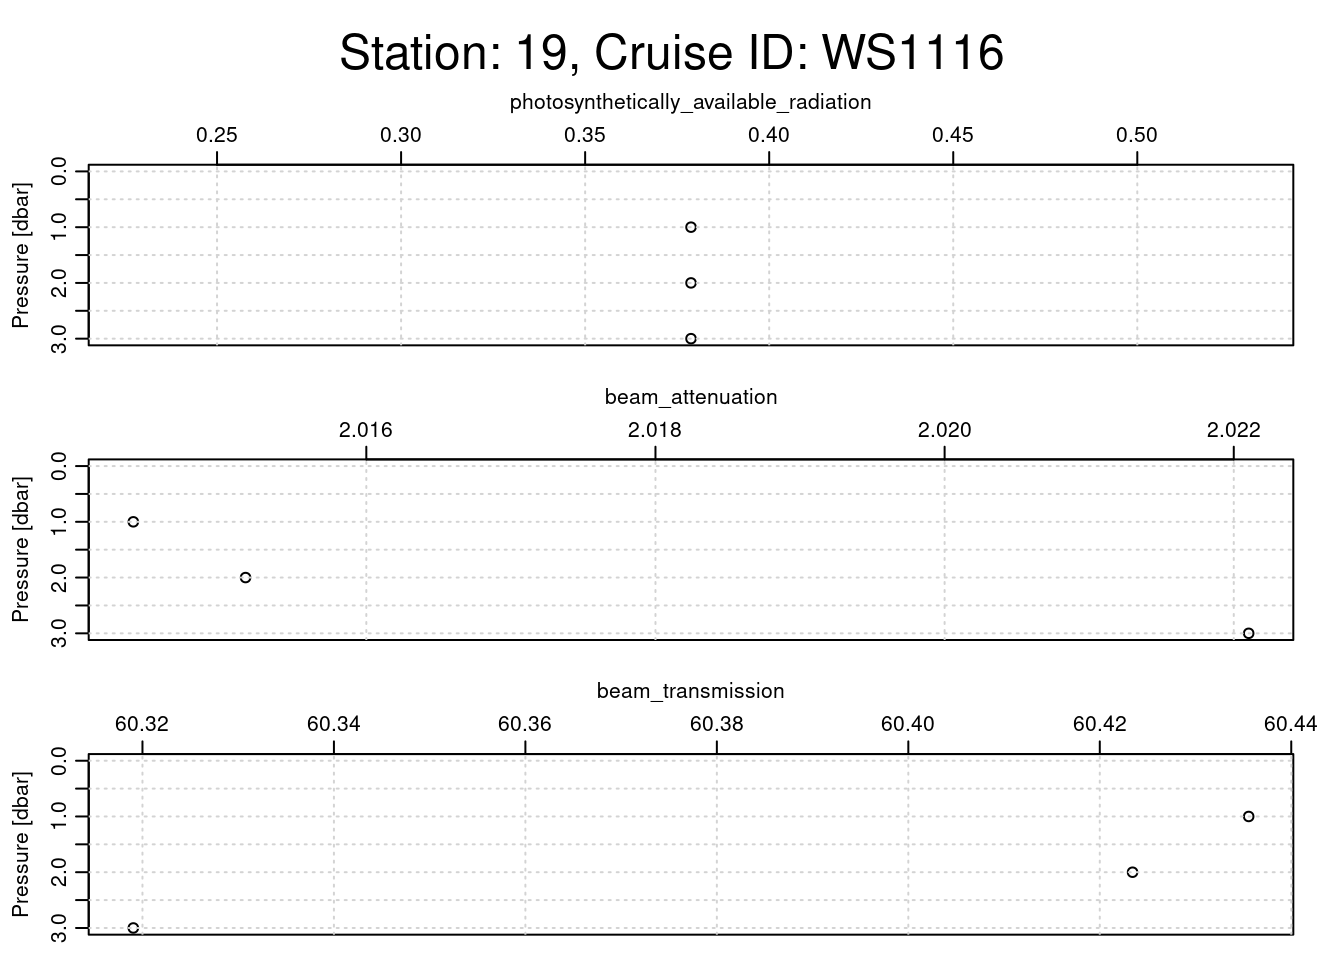 Station: 19, Cruise ID: WS1116
photosynthetically_available_radiation
0.25 0.30 0.35 0.40 0.45 0.50
Pressure [dbar]
0.0
1.0
2.0
3.0
beam_attenuation
2.016 2.018 2.020 2.022
Pressure [dbar]
0.0
1.0
2.0
3.0
beam_transmission
60.32 60.34 60.36 60.38 60.40 60.42 60.44
Pressure [dbar]
0.0
1.0
2.0
3.0